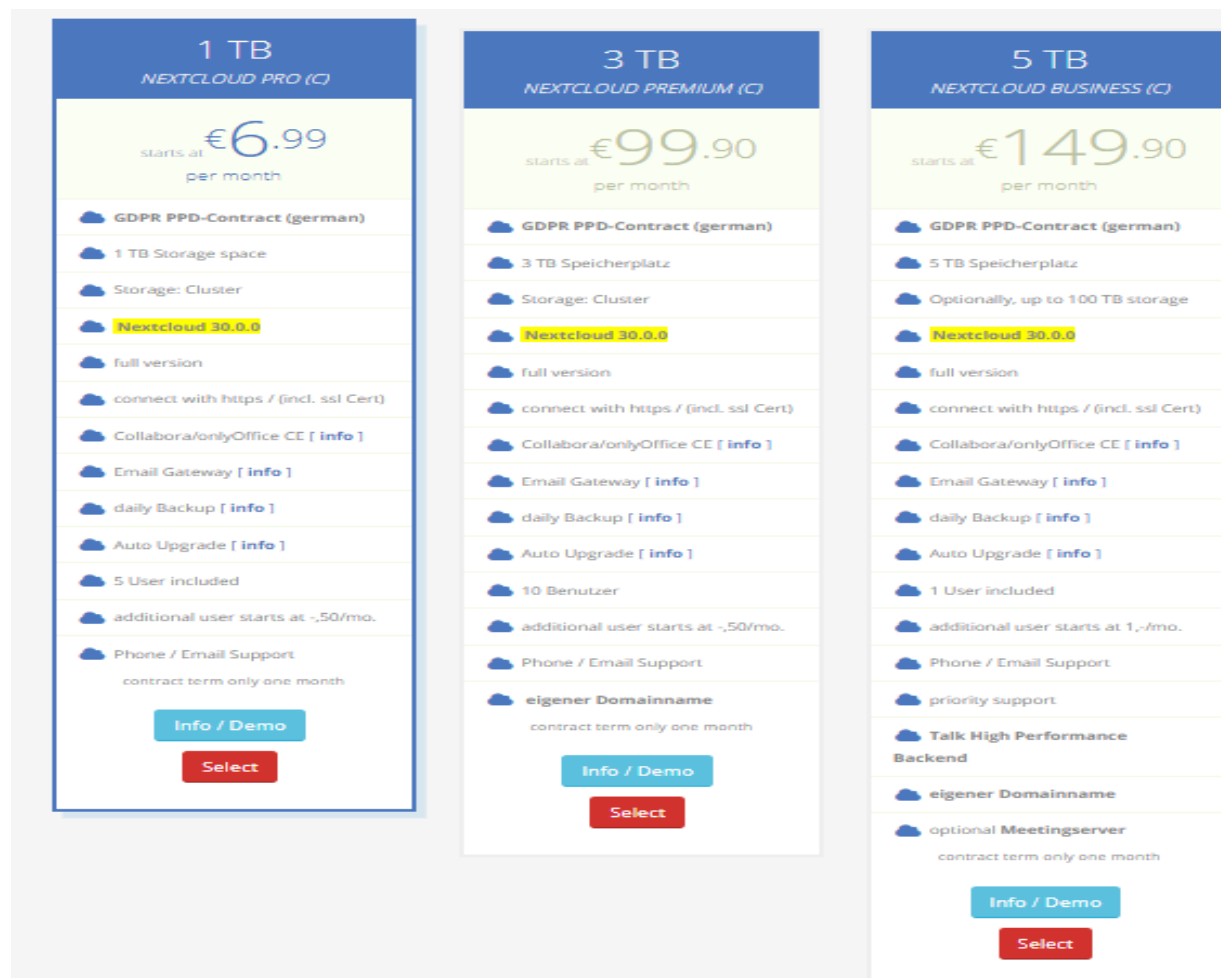 1 TB
NEXTCLOUD PRO (C)
starts at €6.99
per month
GDPR PPD-Contract (german)
1 TB Storage space
Storage: Cluster
Nextcloud 30.0.0
full version
connect with https / (incl. ssl Cert)
Collabora/onlyOffice CE [ info ]
Email Gateway [ info ]
daily Backup [ info ]
Auto Upgrade [ info ]
5 User included
additional user starts at -,50/mo.
Phone / Email Support
contract term only one month
Info / Demo
Select
3 TB
NEXTCLOUD PREMIUM (C)
starts at €99.90
per month
GDPR PPD-Contract (german)
3 TB Speicherplatz
Storage: Cluster
Nextcloud 30.0.0
full version
connect with https / (incl. ssl Cert)
Collabora/onlyOffice CE [ info ]
Email Gateway [ info ]
daily Backup [ info ]
Auto Upgrade [ info ]
10 Benutzer
additional user starts at -,50/mo.
Phone / Email Support
eigener Domainname
contract term only one month
Info / Demo
Select
5 TB
NEXTCLOUD BUSINESS (C)
starts at €149.90
per month
GDPR PPD-Contract (german)
5 TB Speicherplatz
Optionally, up to 100 TB storage
Nextcloud 30.0.0
full version
connect with https / (incl. ssl Cert)
Collabora/onlyOffice CE [ info ]
Email Gateway [ info ]
daily Backup [ info ]
Auto Upgrade [ info ]
1 User included
additional user starts at 1,-/mo.
Phone / Email Support
priority support
Talk High Performance
Backend
eigener Domainname
optional Meetingserver
contract term only one month
Info / Demo
Select